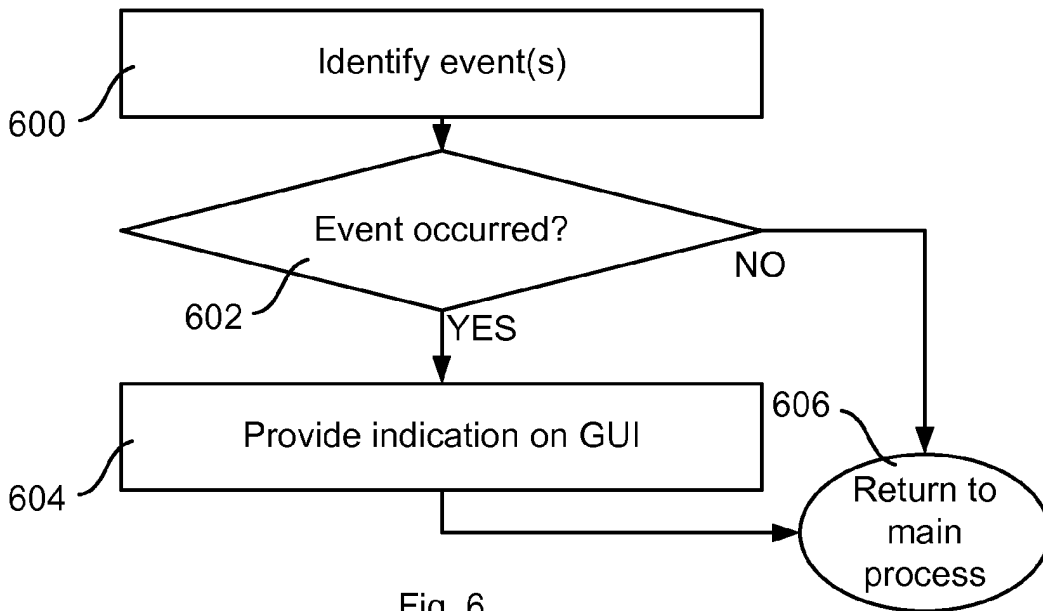 Identify event(s)
600
Event occurred?
NO
602
YES
606
Provide indication on GUI
604
Return to
main
process
Fig. 6